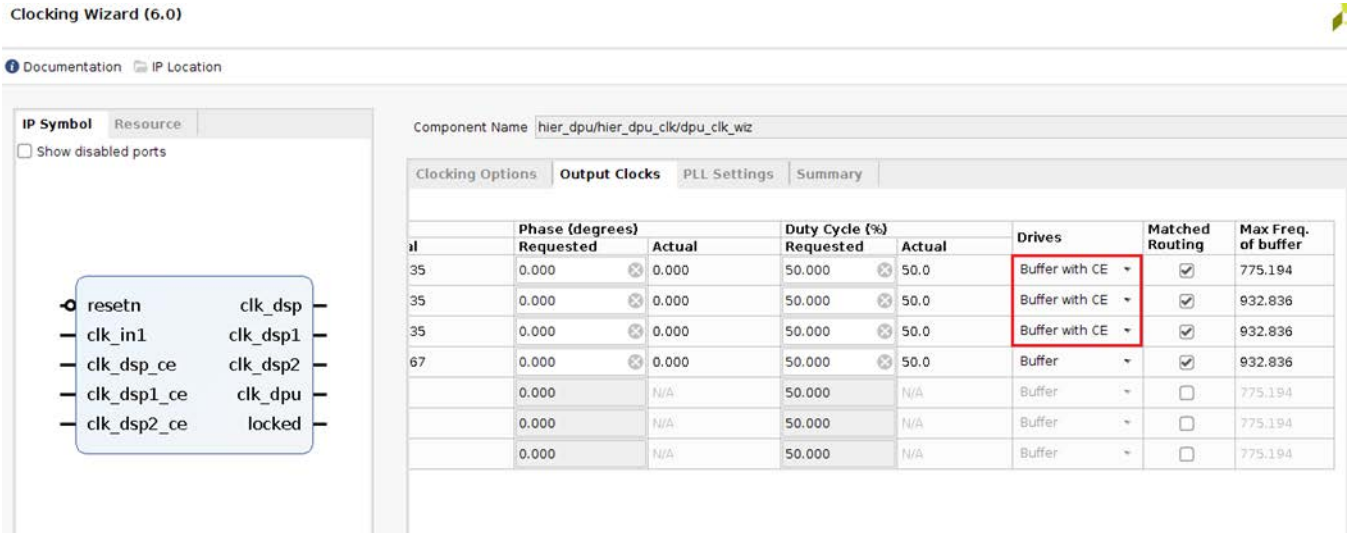 Clocking Wizard (6.0)
Documentation IP Location
IP Symbol Resource
Show disabled ports
resetn clk_dsp
clk_in1 clk_dsp1
clk_dsp_ce clk_dsp2
clk_dsp1_ce clk_dpu
clk_dsp2_ce locked
Component Name hier_dpu/hier_dpu_clk/dpu_clk_wiz
Clocking Options Output Clocks PLL Settings Summary
Phase (degrees) Duty Cycle (%) Drives Matched Routing Max Freq. of buffer
al Requested Actual Requested Actual
35 0.000 0.000 50.000 50.0 Buffer with CE 775.194
35 0.000 0.000 50.000 50.0 Buffer with CE 932.836
35 0.000 0.000 50.000 50.0 Buffer with CE 932.836
67 0.000 0.000 50.000 50.0 Buffer 932.836
0.000 N/A 50.000 N/A Buffer 775.194
0.000 N/A 50.000 N/A Buffer 775.194
0.000 N/A 50.000 N/A Buffer 775.194